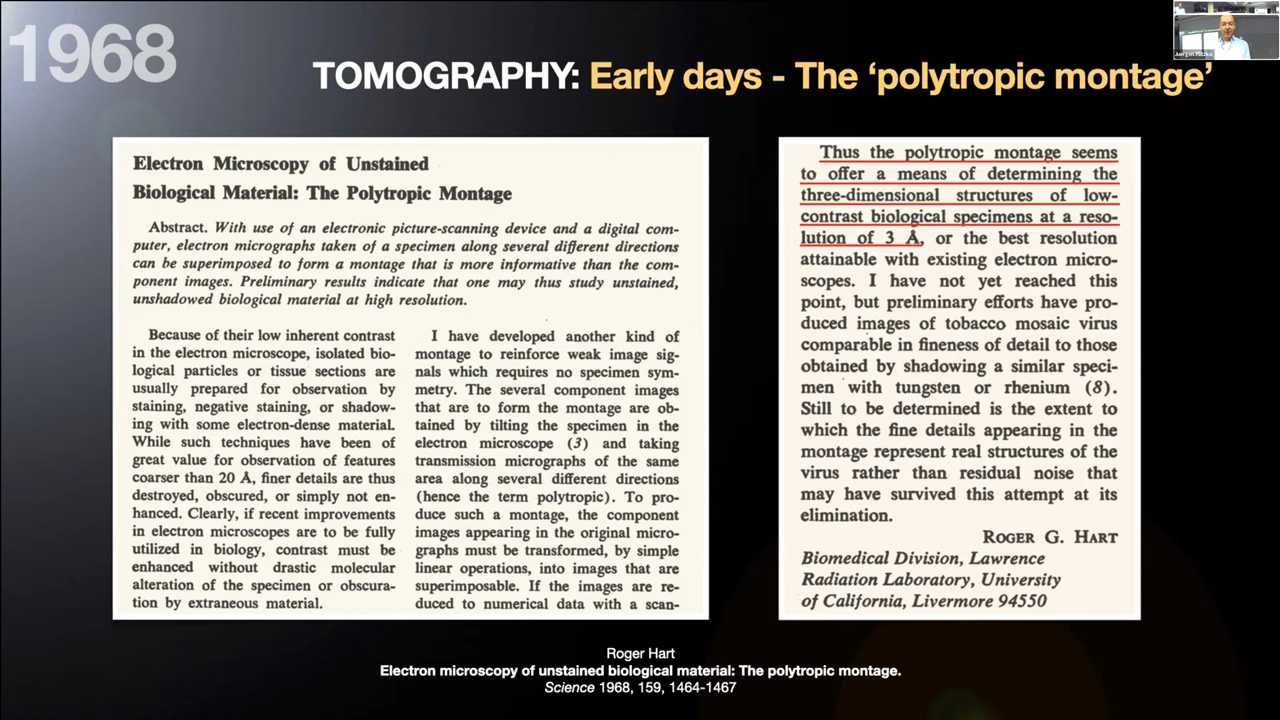 1968
TOMOGRAPHY: Early days - The ‘polytropic montage’
Electron Microscopy of Unstained
Biological Material: The Polytropic Montage
Abstract. With use of an electronic picture-scanning device and a digital com-
puter, electron micrographs taken of a specimen along several different directions
can be superimposed to form a montage that is more informative than the com-
ponent images. Preliminary results indicate that one may thus study unstained,
unshadowed biological material at high resolution.
Because of their low inherent contrast
in the electron microscope, isolated bio-
logical particles or tissue sections are
usually prepared for observation by
staining, negative staining, or shadow-
ing with some electron-dense material.
While such techniques have been of
great value for observation of features
coarser than 20 Å, finer details are thus
destroyed, obscured, or simply not en-
hanced. Clearly, if recent improvements
in electron microscopes are to be fully
utilized in biology, contrast must be
enhanced without drastic molecular
alteration of the specimen or obscura-
tion by extraneous material.
I have developed another kind of
montage to reinforce weak image sig-
nals which requires no specimen sym-
metry. The several component images
that are to form the montage are ob-
tained by tilting the specimen in the
electron microscope (3) and taking
transmission micrographs of the same
area along several different directions
(hence the term polytropic). To pro-
duce such a montage, the component
images appearing in the original micro-
graphs must be transformed, by simple
linear operations, into images that are
superimposable. If the images are re-
duced to numerical data with a scan-
Thus the polytropic montage seems
to offer a means of determining the
three-dimensional structures of low-
contrast biological specimens at a reso-
lution of 3 Å, or the best resolution
attainable with existing electron micro-
scopes. I have not yet reached this
point, but preliminary efforts have pro-
duced images of tobacco mosaic virus
comparable in fineness of detail to those
obtained by shadowing a similar speci-
men with tungsten or rhenium (8).
Still to be determined is the extent to
which the fine details appearing in the
montage represent real structures of the
virus rather than residual noise that
may have survived this attempt at its
elimination.
ROGER G. HART
Biomedical Division, Lawrence
Radiation Laboratory, University
of California, Livermore 94550
Roger Hart
Electron microscopy of unstained biological material: The polytropic montage.
Science 1968, 159, 1464-1467